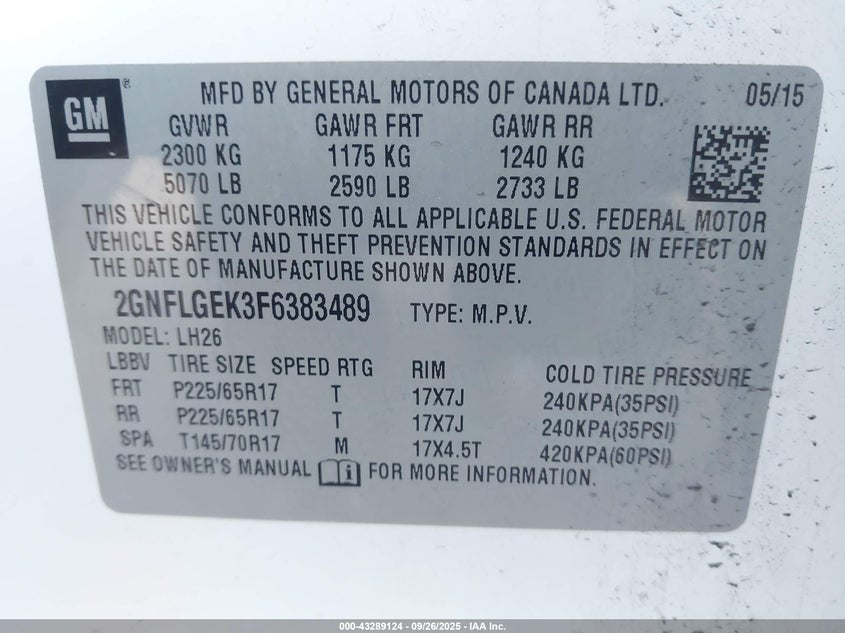 GM ®
MFD BY GENERAL MOTORS OF CANADA LTD. 05/15
GVWR GAWR FRT GAWR RR
2300 KG 1175 KG 1240 KG
5070 LB 2590 LB 2733 LB
THIS VEHICLE CONFORMS TO ALL APPLICABLE U.S. FEDERAL MOTOR
VEHICLE SAFETY AND THEFT PREVENTION STANDARDS IN EFFECT ON
THE DATE OF MANUFACTURE SHOWN ABOVE.
2GNFLGEK3F6383489 TYPE: M.P.V.
MODEL: LH26
LBBV TIRE SIZE SPEED RTG RIM COLD TIRE PRESSURE
FRT P225/65R17 T 17X7J 240KPA(35PSI)
RR P225/65R17 T 17X7J 240KPA(35PSI)
SPA T145/70R17 M 17X4.5T 420KPA(60PSI)
SEE OWNER'S MANUAL FOR MORE INFORMATION.
000-43289124 - 09/26/2025 - IAA Inc.